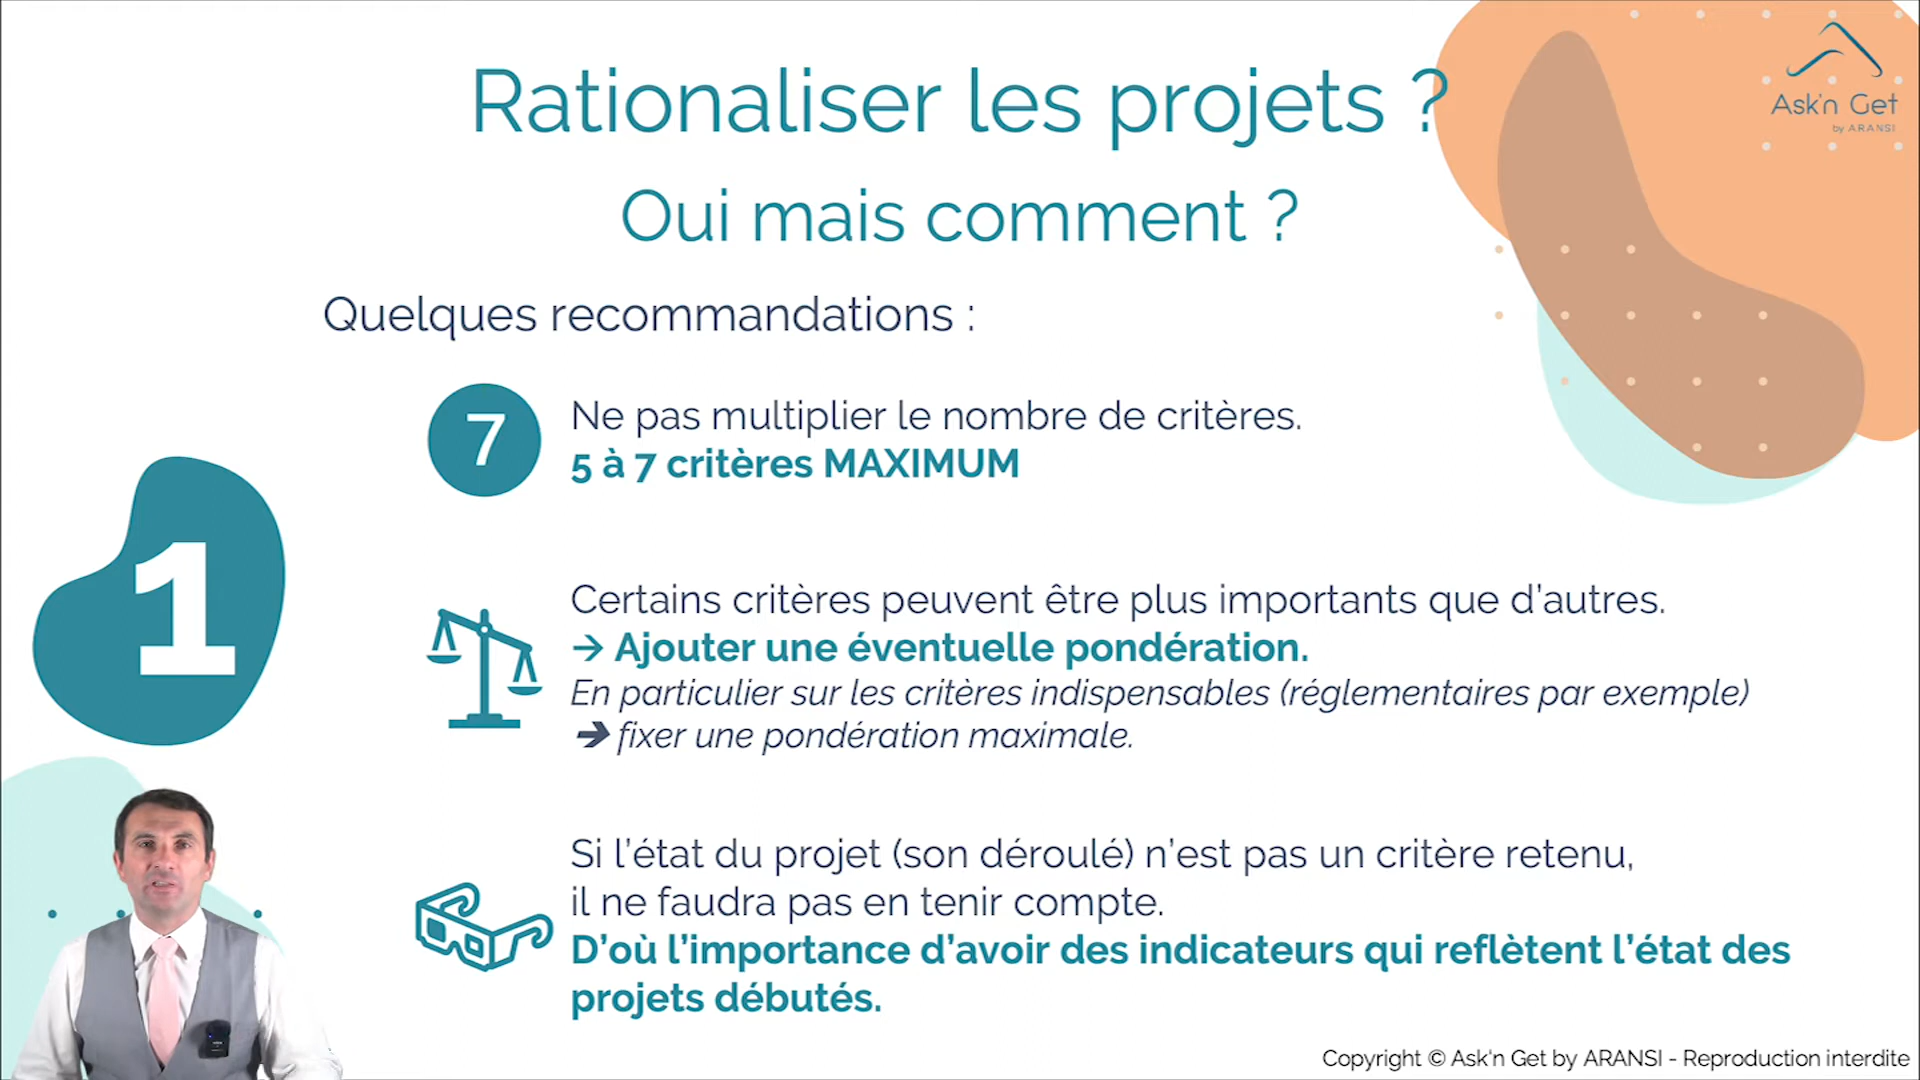 Rationaliser les projets ?
Oui mais comment ?
Ask'n Get
by ARANSI
Quelques recommandations :
7
Ne pas multiplier le nombre de critères.
5 à 7 critères MAXIMUM
1
Certains critères peuvent être plus importants que d'autres.
→ Ajouter une éventuelle pondération.
En particulier sur les critères indispensables (réglementaires par exemple)
➔ fixer une pondération maximale.
Si l'état du projet (son déroulé) n'est pas un critère retenu,
il ne faudra pas en tenir compte.
D'où l'importance d'avoir des indicateurs qui reflètent l'état des
projets débutés.
Copyright © Ask'n Get by ARANSI - Reproduction interdite